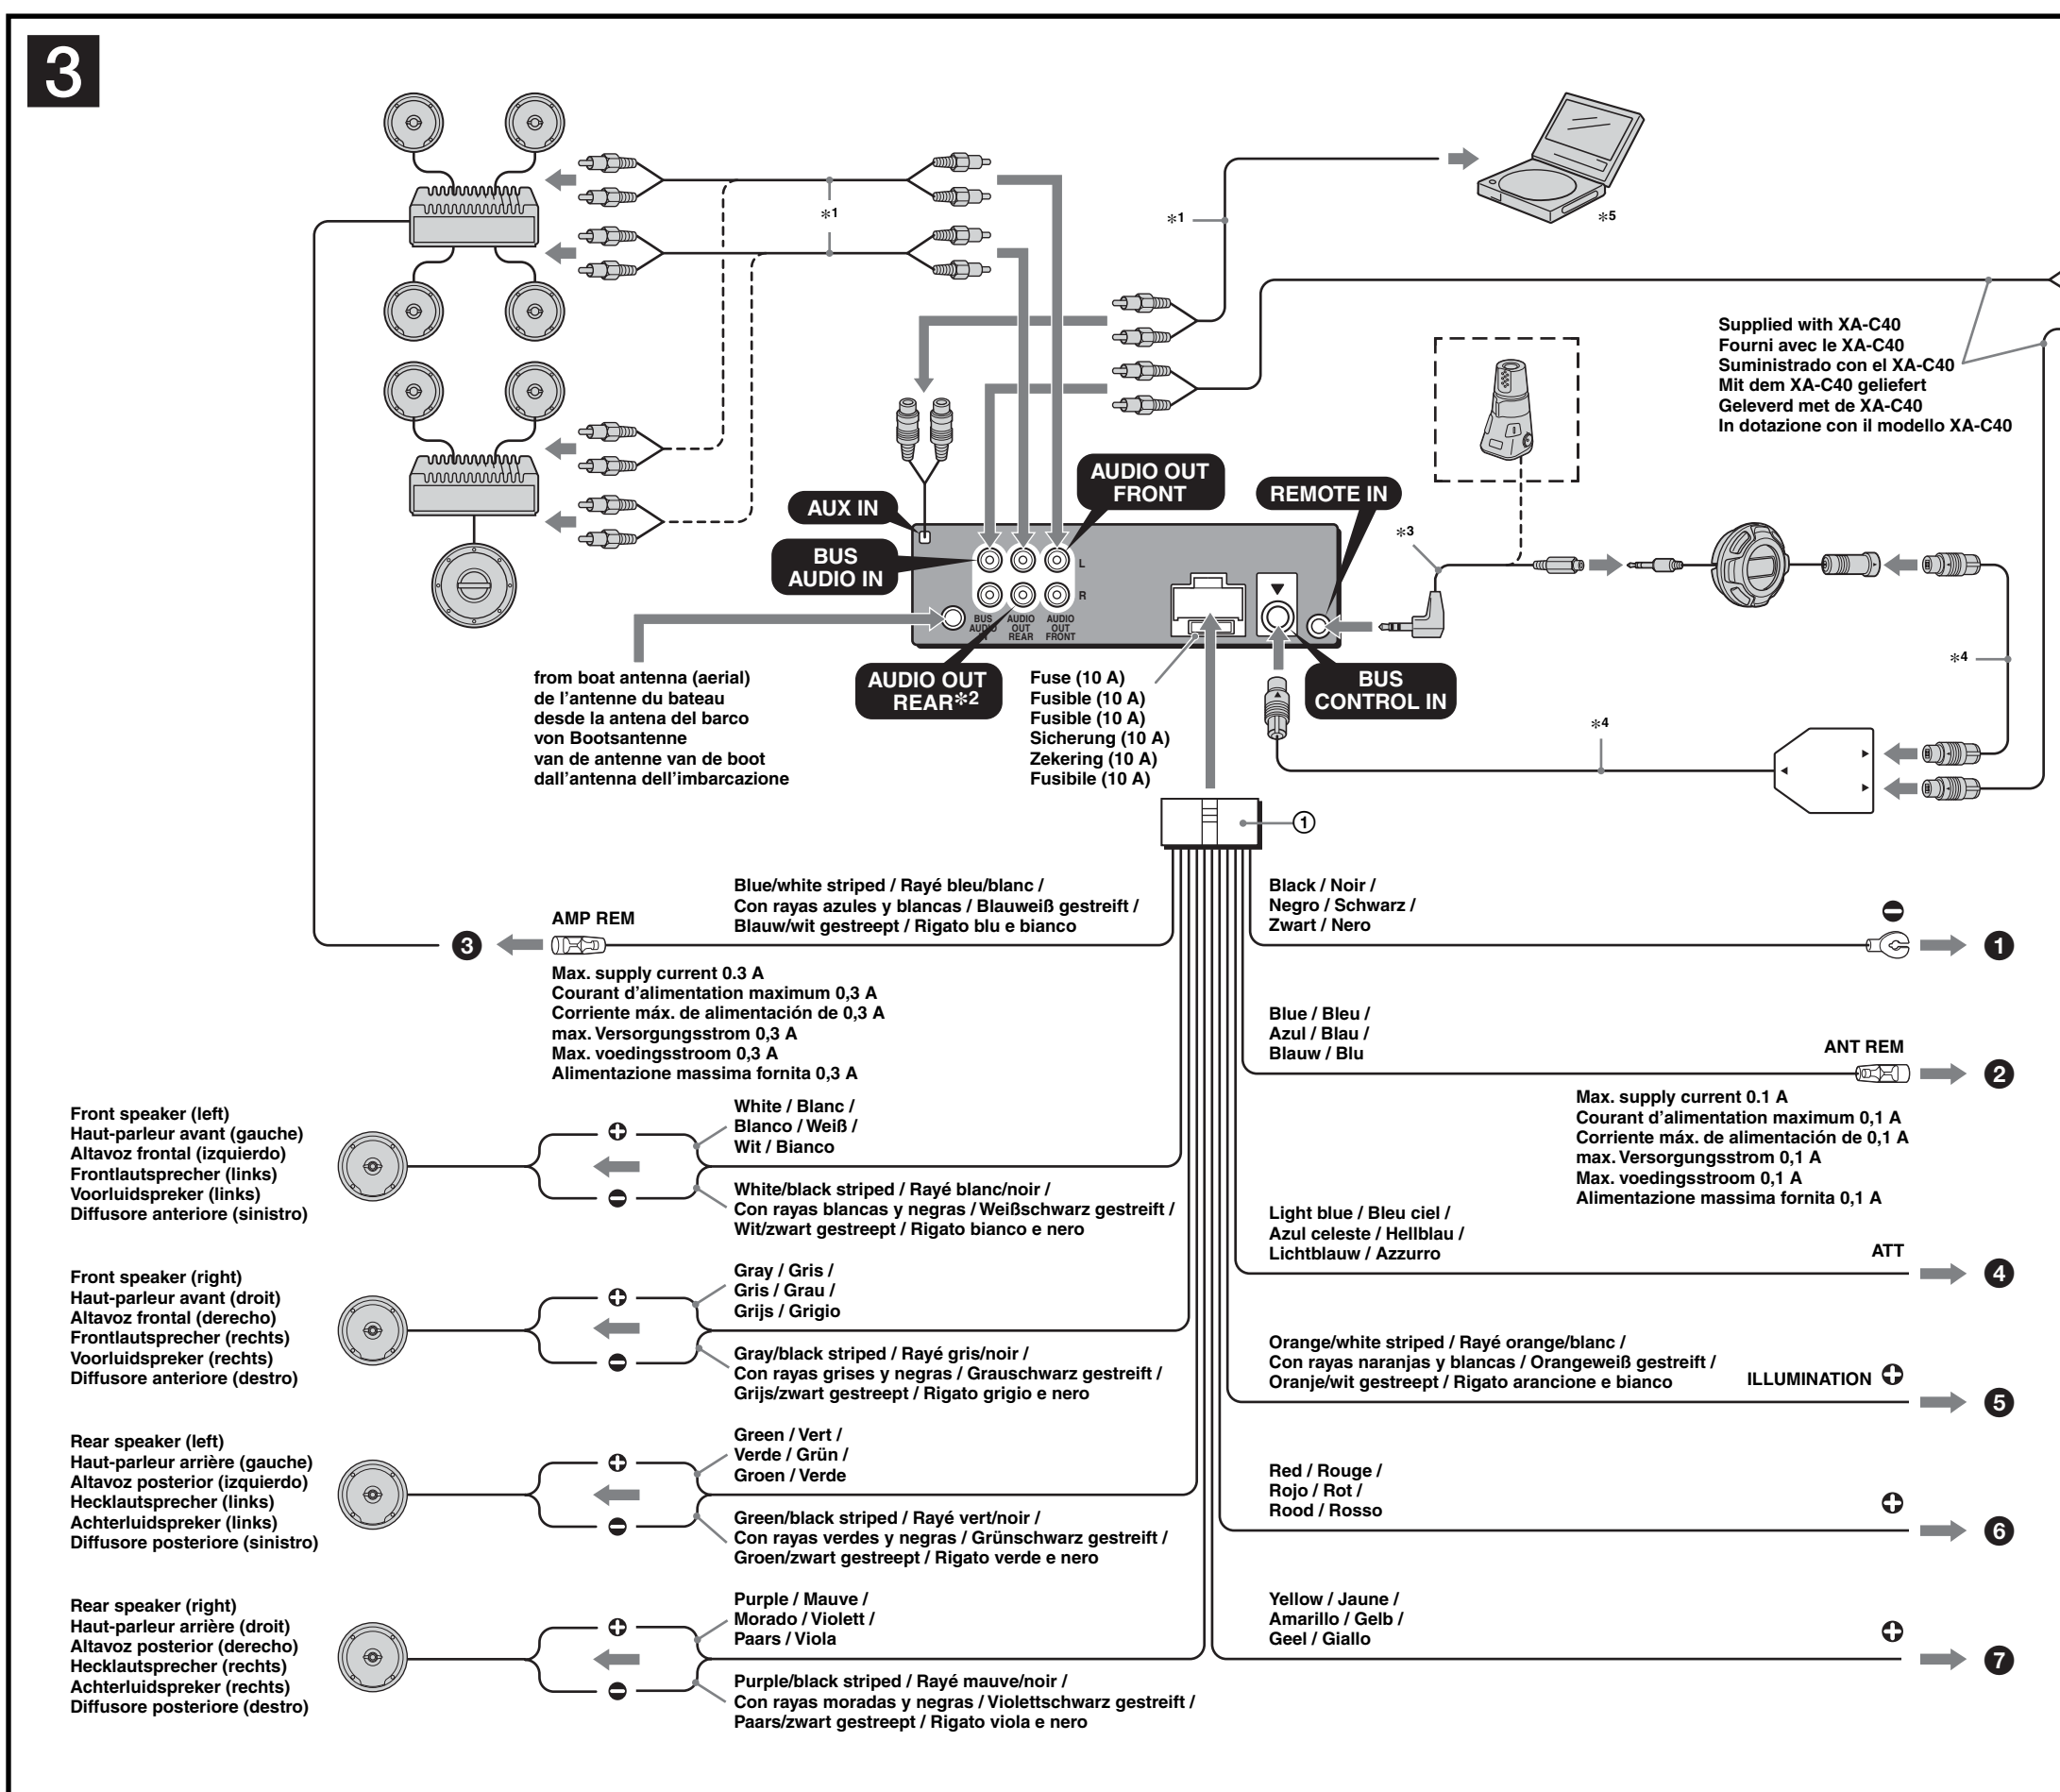 3
*1
*1
*5
Supplied with XA-C40
Fourni avec le XA-C40
Suministrado con el XA-C40
Mit dem XA-C40 geliefert
Geleverd met de XA-C40
In dotazione con il modello XA-C40
AUDIO OUT
FRONT
REMOTE IN
AUX IN
*3
BUS
AUDIO IN
L
R
BUS
AUDIO
IN
AUDIO
OUT
REAR
AUDIO
OUT
FRONT
*4
from boat antenna (aerial)
de l'antenne du bateau
desde la antena del barco
von Bootsantenne
van de antenne van de boot
dall'antenna dell'imbarcazione
AUDIO OUT
REAR*2
Fuse (10 A)
Fusible (10 A)
Fusible (10 A)
Sicherung (10 A)
Zekering (10 A)
Fusibile (10 A)
BUS
CONTROL IN
*4
1
Blue/white striped / Rayé bleu/blanc /
Con rayas azules y blancas / Blauweiß gestreift /
Blauw/wit gestreept / Rigato blu e bianco
AMP REM
3
Max. supply current 0.3 A
Courant d'alimentation maximum 0,3 A
Corriente máx. de alimentación de 0,3 A
max. Versorgungsstrom 0,3 A
Max. voedingsstroom 0,3 A
Alimentazione massima fornita 0,3 A
Black / Noir /
Negro / Schwarz /
Zwart / Nero
1
Blue / Bleu /
Azul / Blau /
Blauw / Blu
ANT REM
2
Max. supply current 0.1 A
Courant d'alimentation maximum 0,1 A
Corriente máx. de alimentación de 0,1 A
max. Versorgungsstrom 0,1 A
Max. voedingsstroom 0,1 A
Alimentazione massima fornita 0,1 A
Front speaker (left)
Haut-parleur avant (gauche)
Altavoz frontal (izquierdo)
Frontlautsprecher (links)
Voorluidspreker (links)
Diffusore anteriore (sinistro)
White / Blanc /
Blanco / Weiß /
Wit / Bianco
White/black striped / Rayé blanc/noir /
Con rayas blancas y negras / Weißschwarz gestreift /
Wit/zwart gestreept / Rigato bianco e nero
Light blue / Bleu ciel /
Azul celeste / Hellblau /
Lichtblauw / Azzurro
ATT
4
Front speaker (right)
Haut-parleur avant (droit)
Altavoz frontal (derecho)
Frontlautsprecher (rechts)
Voorluidspreker (rechts)
Diffusore anteriore (destro)
Gray / Gris /
Gris / Grau /
Grijs / Grigio
Gray/black striped / Rayé gris/noir /
Con rayas grises y negras / Grauschwarz gestreift /
Grijs/zwart gestreept / Rigato grigio e nero
Orange/white striped / Rayé orange/blanc /
Con rayas naranjas y blancas / Orangeweiß gestreift /
Oranje/wit gestreept / Rigato arancione e bianco
ILLUMINATION
5
Rear speaker (left)
Haut-parleur arrière (gauche)
Altavoz posterior (izquierdo)
Hecklautsprecher (links)
Achterluidspreker (links)
Diffusore posteriore (sinistro)
Green / Vert /
Verde / Grün /
Groen / Verde
Green/black striped / Rayé vert/noir /
Con rayas verdes y negras / Grünschwarz gestreift /
Groen/zwart gestreept / Rigato verde e nero
Red / Rouge /
Rojo / Rot /
Rood / Rosso
6
Rear speaker (right)
Haut-parleur arrière (droit)
Altavoz posterior (derecho)
Hecklautsprecher (rechts)
Achterluidspreker (rechts)
Diffusore posteriore (destro)
Purple / Mauve /
Morado / Violett /
Paars / Viola
Purple/black striped / Rayé mauve/noir /
Con rayas moradas y negras / Violettschwarz gestreift /
Paars/zwart gestreept / Rigato viola e nero
Yellow / Jaune /
Amarillo / Gelb /
Geel / Giallo
7